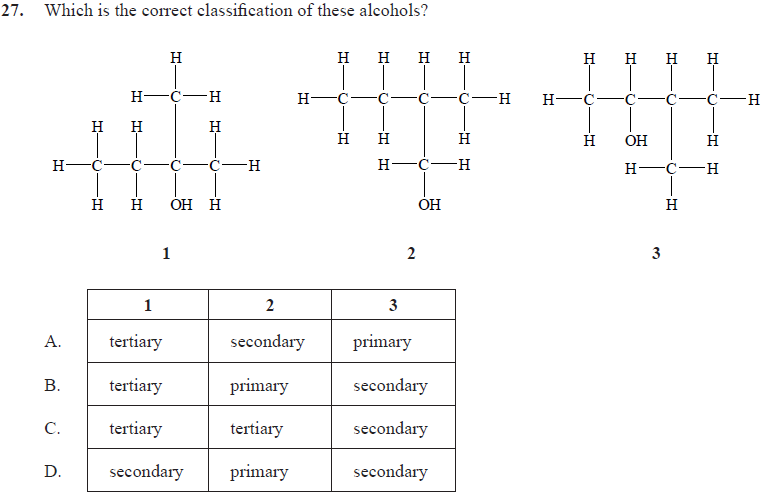 27. Which is the correct classification of these alcohols?
H H H H H H H H H
H C H H C C C C H H C C C C H
H H H H H H H OH H
H C C C C H H C H H C H
H H OH H OH H
1 2 3
1 2 3
A. tertiary secondary primary
B. tertiary primary secondary
C. tertiary tertiary secondary
D. secondary primary secondary